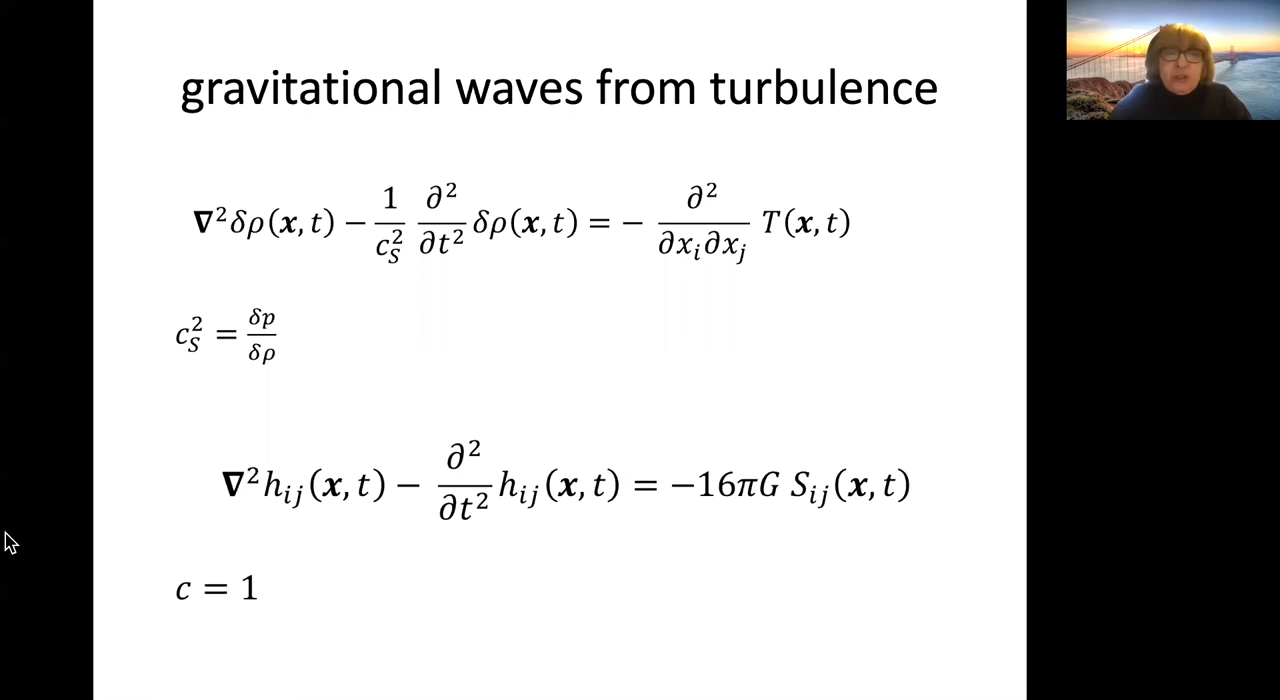 gravitational waves from turbulence
∇²δρ(x, t) − 1/c_S² ∂²/∂t² δρ(x, t) = − ∂²/∂x_i∂x_j T(x, t)
c_S² = δp/δρ
∇²h_ij(x, t) − ∂²/∂t² h_ij(x, t) = −16πG S_ij(x, t)
c = 1